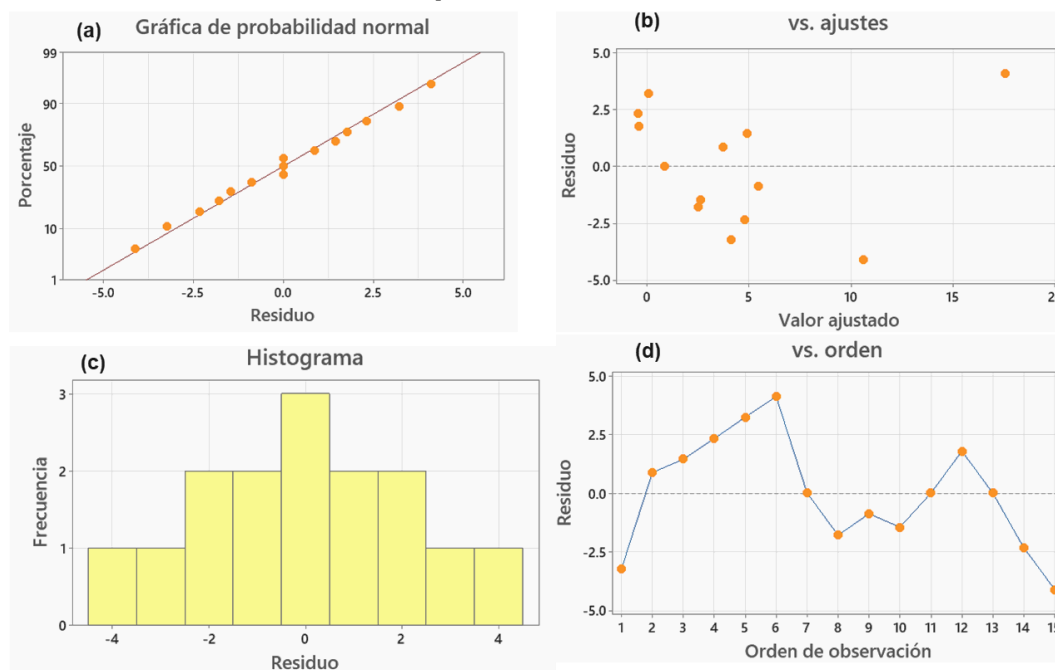 (a) Gráfica de probabilidad normal
99
90
50
10
1
Porcentaje
-5.0 -2.5 0.0 2.5 5.0
Residuo
(b) vs. ajustes
5.0
2.5
0.0
-2.5
-5.0
Residuo
0 5 10 15 20
Valor ajustado
(c) Histograma
3
2
1
0
Frecuencia
-4 -2 0 2 4
Residuo
(d) vs. orden
5.0
2.5
0.0
-2.5
-5.0
Residuo
1 2 3 4 5 6 7 8 9 10 11 12 13 14 15
Orden de observación